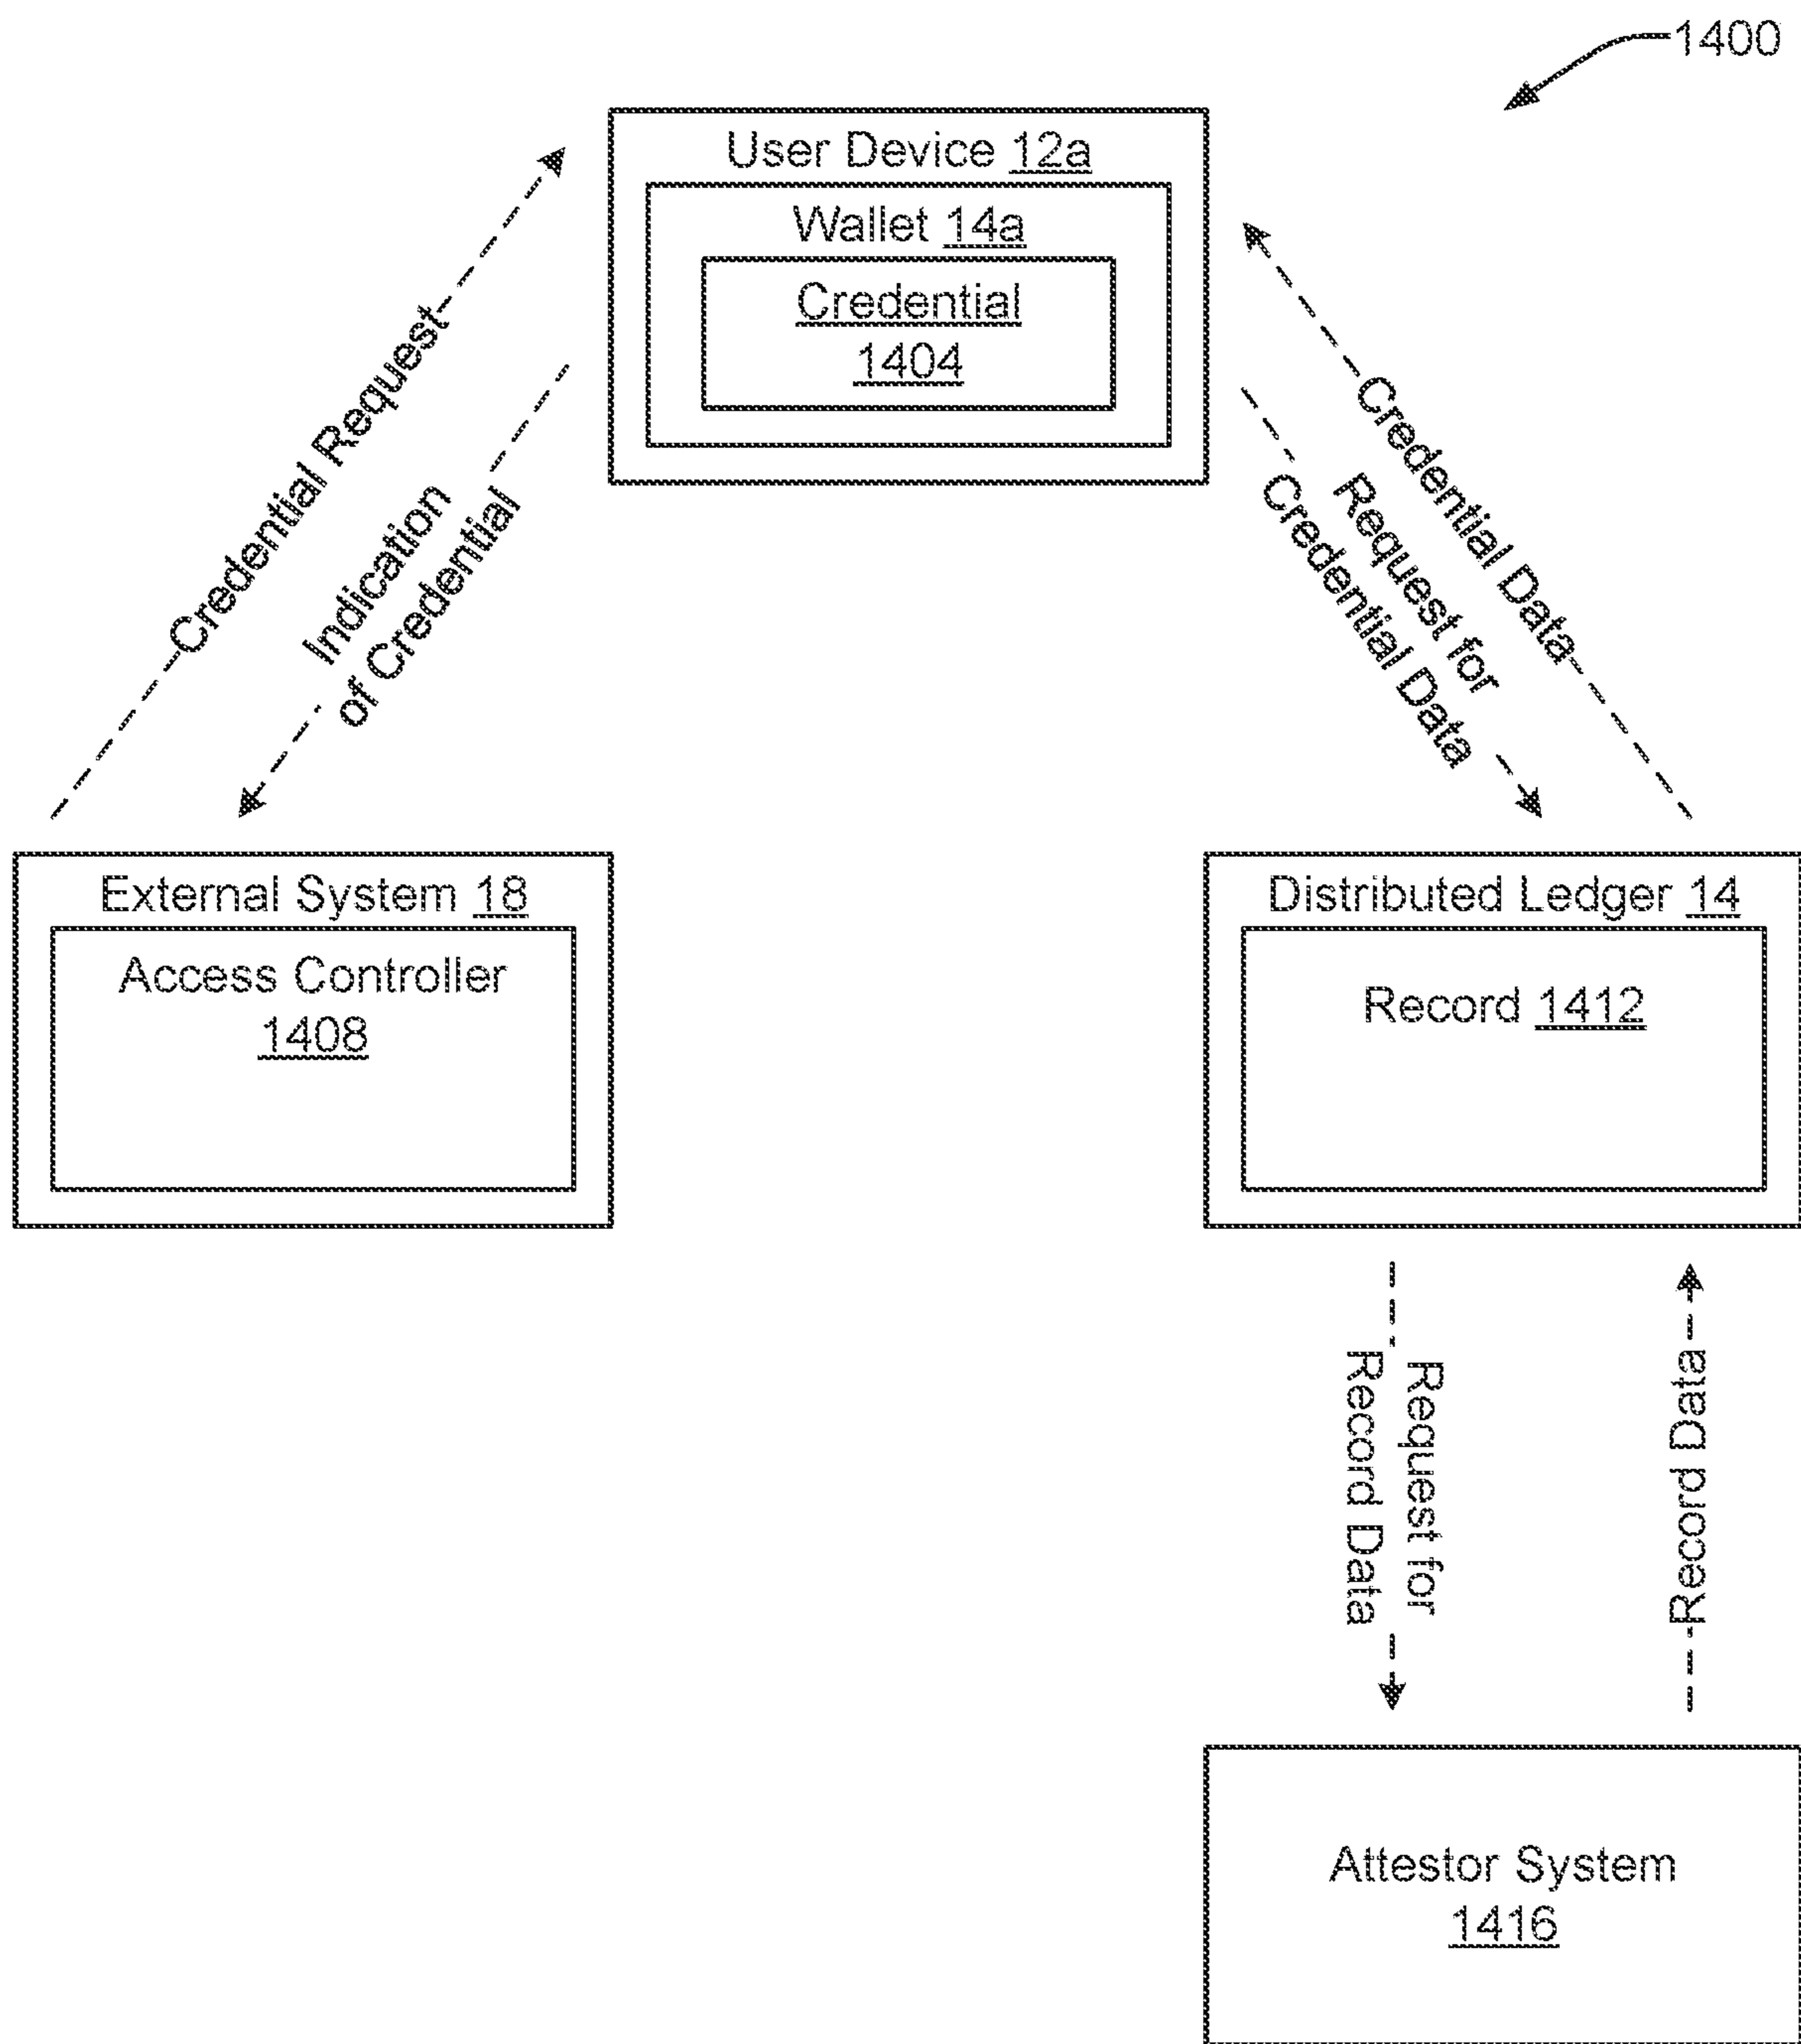 1400
User Device 12a
Wallet 14a
Credential
1404
Credential Request
Indication
of Credential
Credential Data
Request for
Credential Data
External System 18
Access Controller
1408
Distributed Ledger 14
Record 1412
Request for
Record Data
Record Data
Attestor System
1416